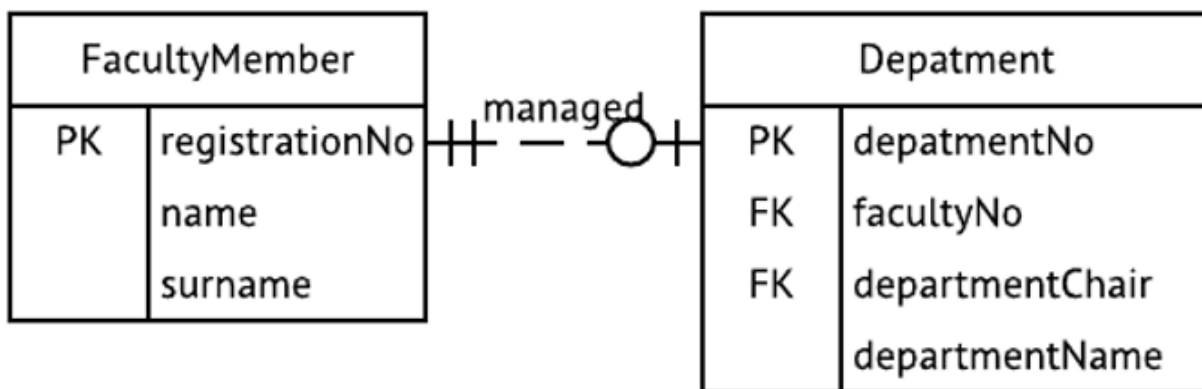 FacultyMember
PK registrationNo
name
surname
managed
Depatment
PK depatmentNo
FK facultyNo
FK departmentChair
departmentName